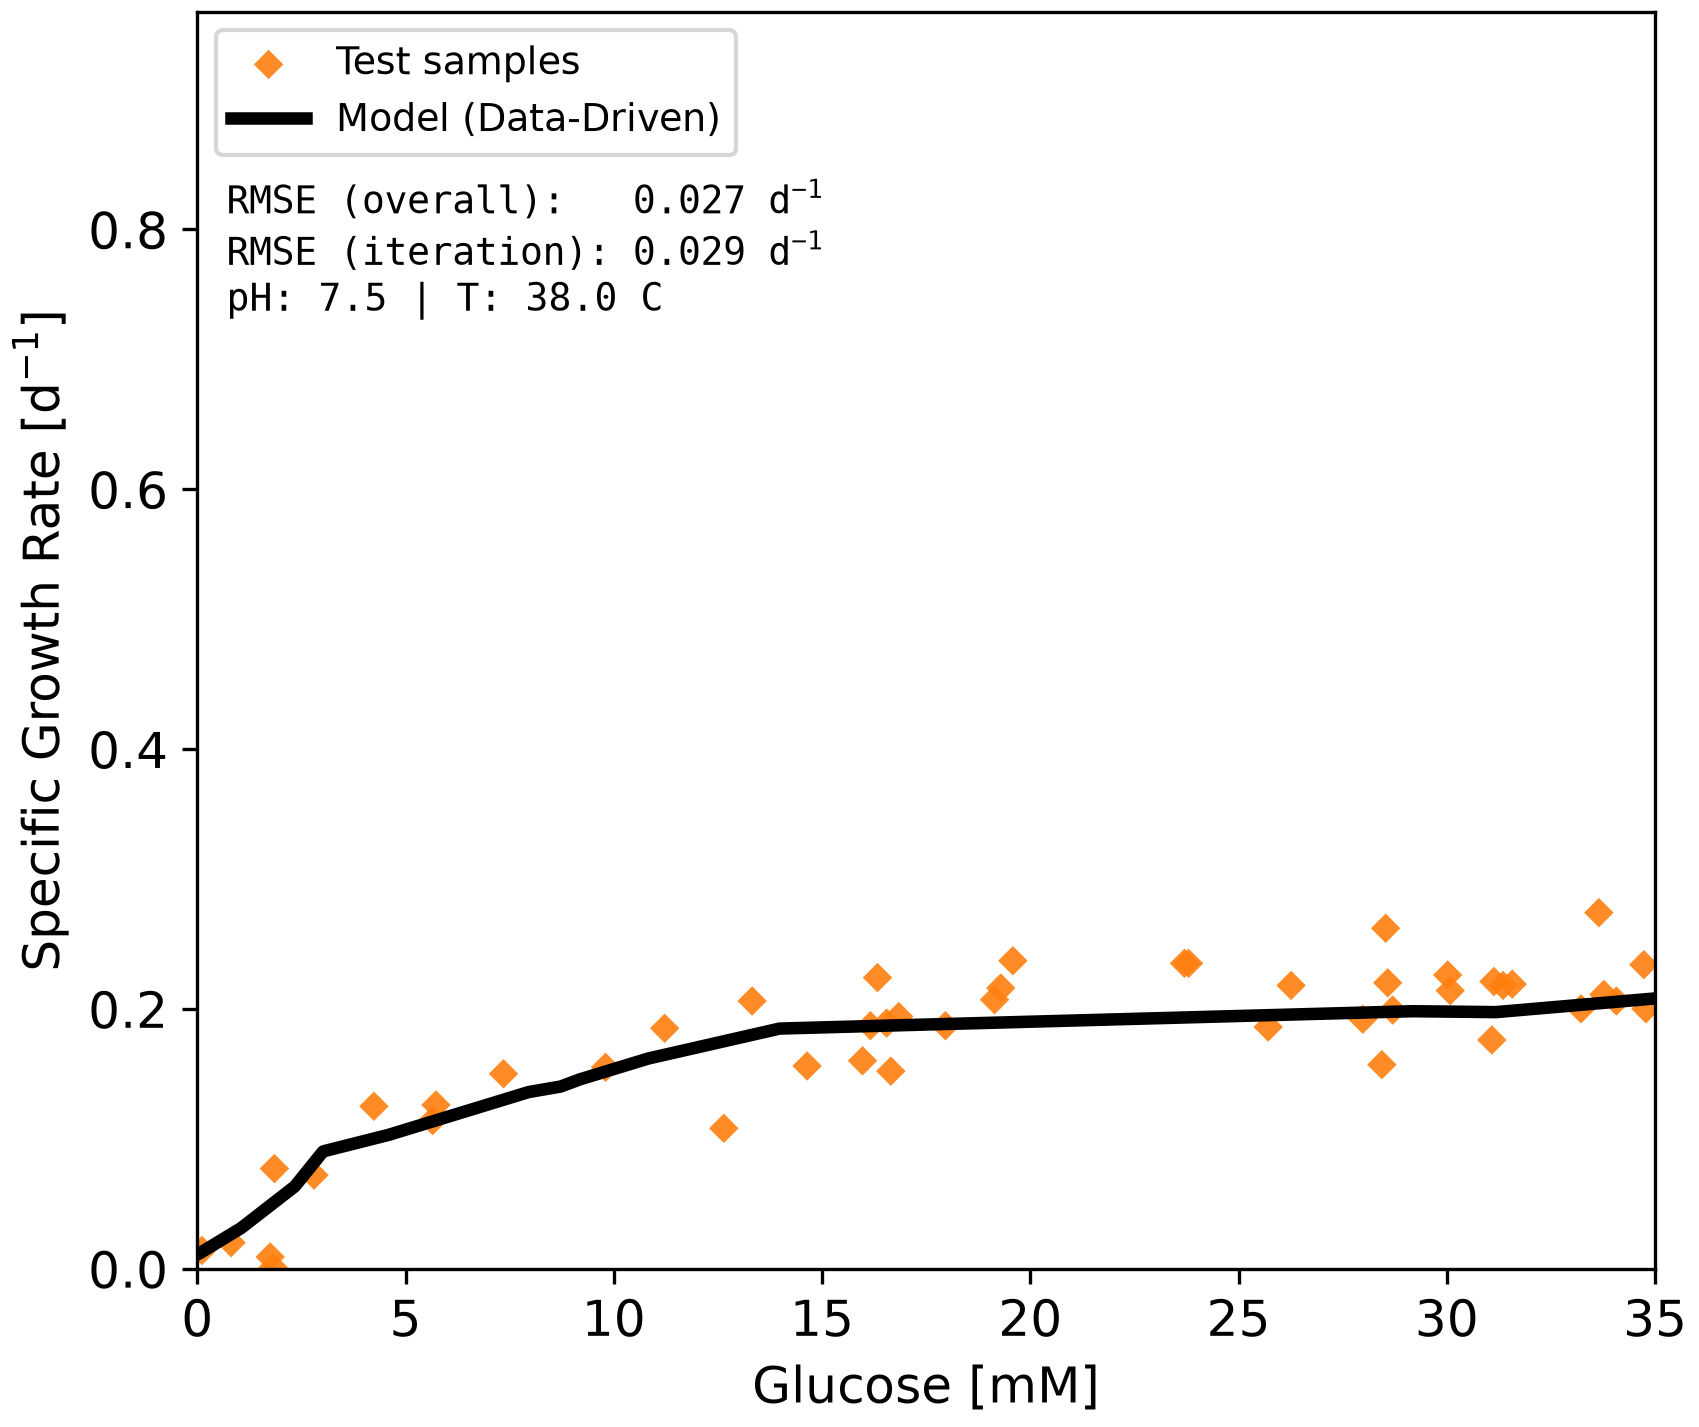 Test samples
Model (Data-Driven)
RMSE (overall):   0.027 d⁻¹
RMSE (iteration): 0.029 d⁻¹
pH: 7.5 | T: 38.0 C
Specific Growth Rate [d⁻¹]
0.8
0.6
0.4
0.2
0.0
0 5 10 15 20 25 30 35
Glucose [mM]